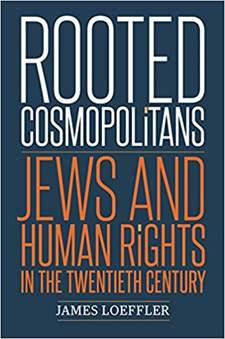 ROOTED
COSMOPOLiTANS
JEWS AND
HUMAN RiGHTS
IN THE TWENTIETH CENTURY
JAMES LOEFFLER